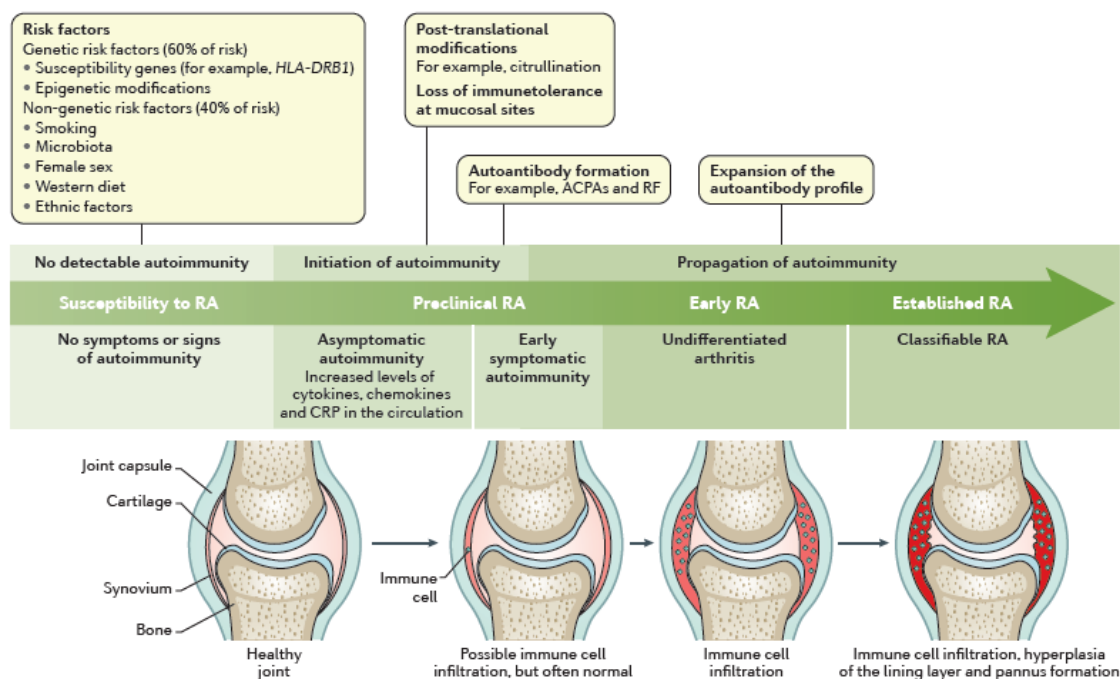 Risk factors
Genetic risk factors (60% of risk)
• Susceptibility genes (for example, HLA-DRB1)
• Epigenetic modifications
Non-genetic risk factors (40% of risk)
• Smoking
• Microbiota
• Female sex
• Western diet
• Ethnic factors
Post-translational
modifications
For example, citrullination
Loss of immunetolerance
at mucosal sites
Autoantibody formation
For example, ACPAs and RF
Expansion of the
autoantibody profile
No detectable autoimmunity
Initiation of autoimmunity
Propagation of autoimmunity
Susceptibility to RA
Preclinical RA
Early RA
Established RA
No symptoms or signs
of autoimmunity
Asymptomatic
autoimmunity
Increased levels of
cytokines, chemokines
and CRP in the circulation
Early
symptomatic
autoimmunity
Undifferentiated
arthritis
Classifiable RA
Joint capsule
Cartilage
Synovium
Bone
Immune
cell
Healthy
joint
Possible immune cell
infiltration, but often normal
Immune cell
infiltration
Immune cell infiltration, hyperplasia
of the lining layer and pannus formation